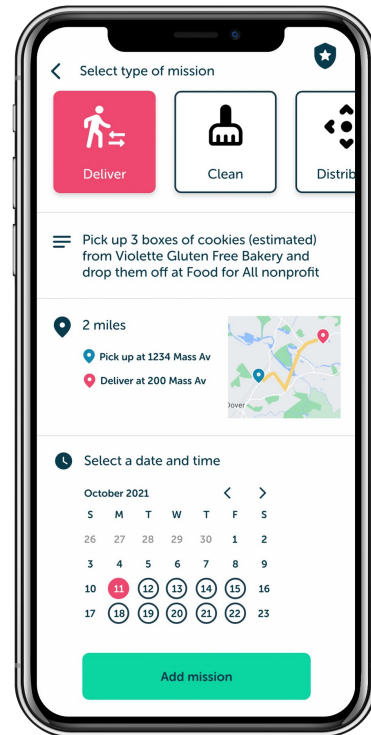 Select type of mission
Deliver
Clean
Distrib
Pick up 3 boxes of cookies (estimated)
from Violette Gluten Free Bakery and
drop them off at Food for All nonprofit
2 miles
Pick up at 1234 Mass Av
Deliver at 200 Mass Av
Dover
Select a date and time
October 2021
S M T W T F S
26 27 28 29 30 1 2
3 4 5 6 7 8 9
10 11 12 13 14 15 16
17 18 19 20 21 22 23
Add mission